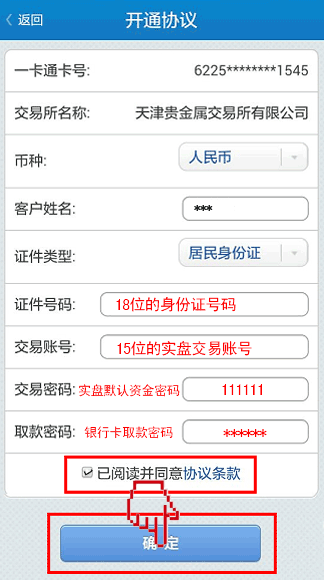 返回 开通协议
一卡通卡号: 6225********1545
交易所名称: 天津贵金属交易所有限公司
币种: 人民币
客户姓名: ***
证件类型: 居民身份证
证件号码: 18位的身份证号码
交易账号: 15位的实盘交易账号
交易密码: 实盘默认资金密码 111111
取款密码: 银行卡取款密码 ******
已阅读并同意协议条款
确定